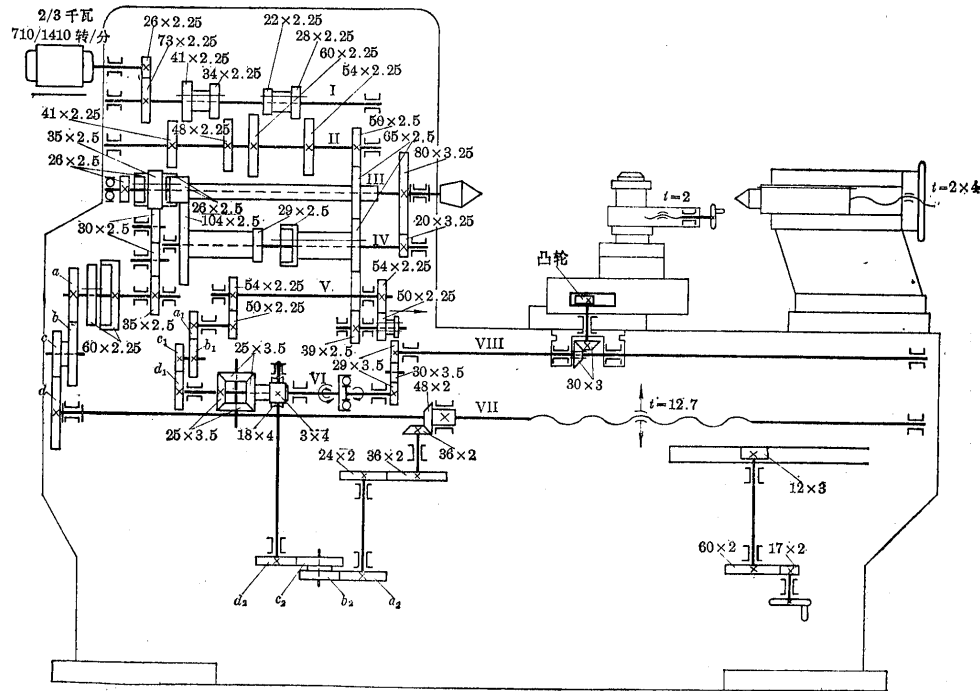 2/3 千瓦
710/1410 转/分
26×2.25
73×2.25
41×2.25
34×2.25
22×2.25
28×2.25
60×2.25
54×2.25
I
41×2.25
48×2.25
II
50×2.5
65×2.5
80×3.25
35×2.5
26×2.5
III
26×2.5
104×2.5
29×2.5
IV
20×3.25
30×2.5
a
b
c
d
60×2.25
35×2.5
54×2.25
V
54×2.25
50×2.25
50×2.25
a₁
b₁
c₁
d₁
39×2.5
29×3.5
30×3.5
25×3.5
VI
48×2
VIII
VII
25×3.5
18×4
3×4
24×2
36×2
36×2
d₂
c₂
b₂
a₂
凸轮
30×3
t=2
t=12.7
12×3
60×2
17×2